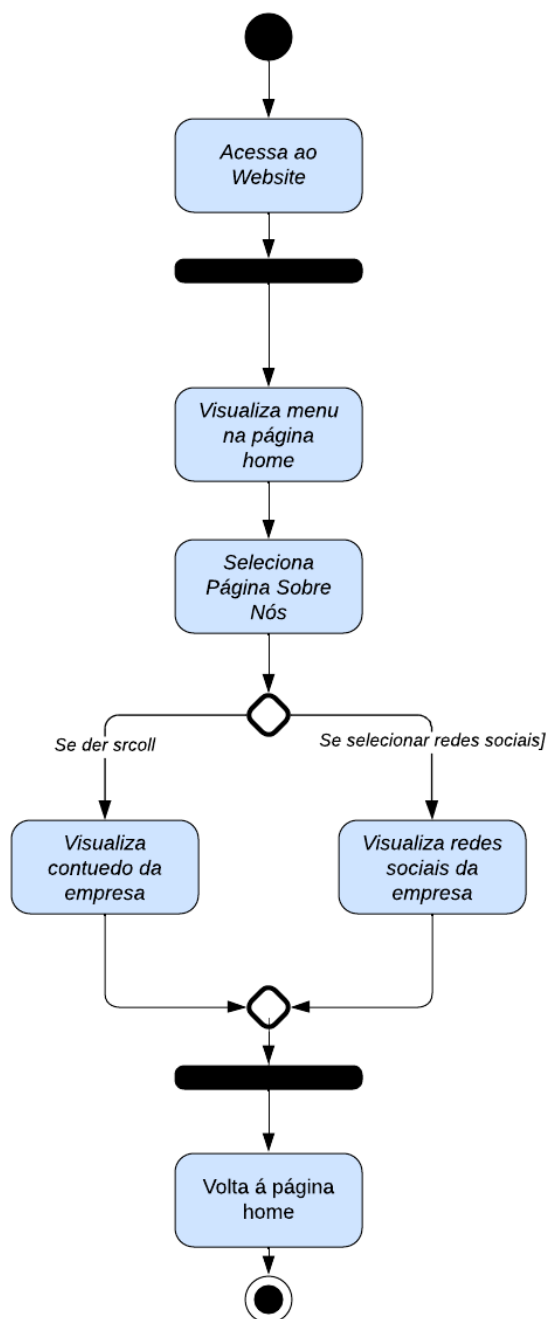 Acessa ao
Website
Visualiza menu
na página
home
Seleciona
Página Sobre
Nós
Se der srcoll
Se selecionar redes sociais]
Visualiza
contuedo da
empresa
Visualiza redes
sociais da
empresa
Volta á página
home